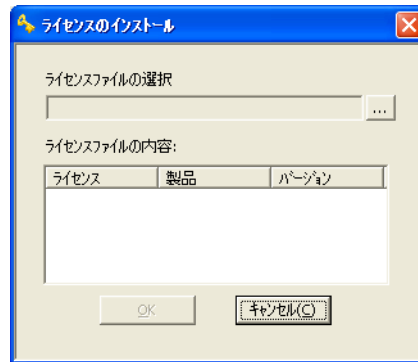 ライセンスのインストール
ライセンスファイルの選択
...
ライセンスファイルの内容:
ライセンス 製品 バージョン
OK キャンセル(C)